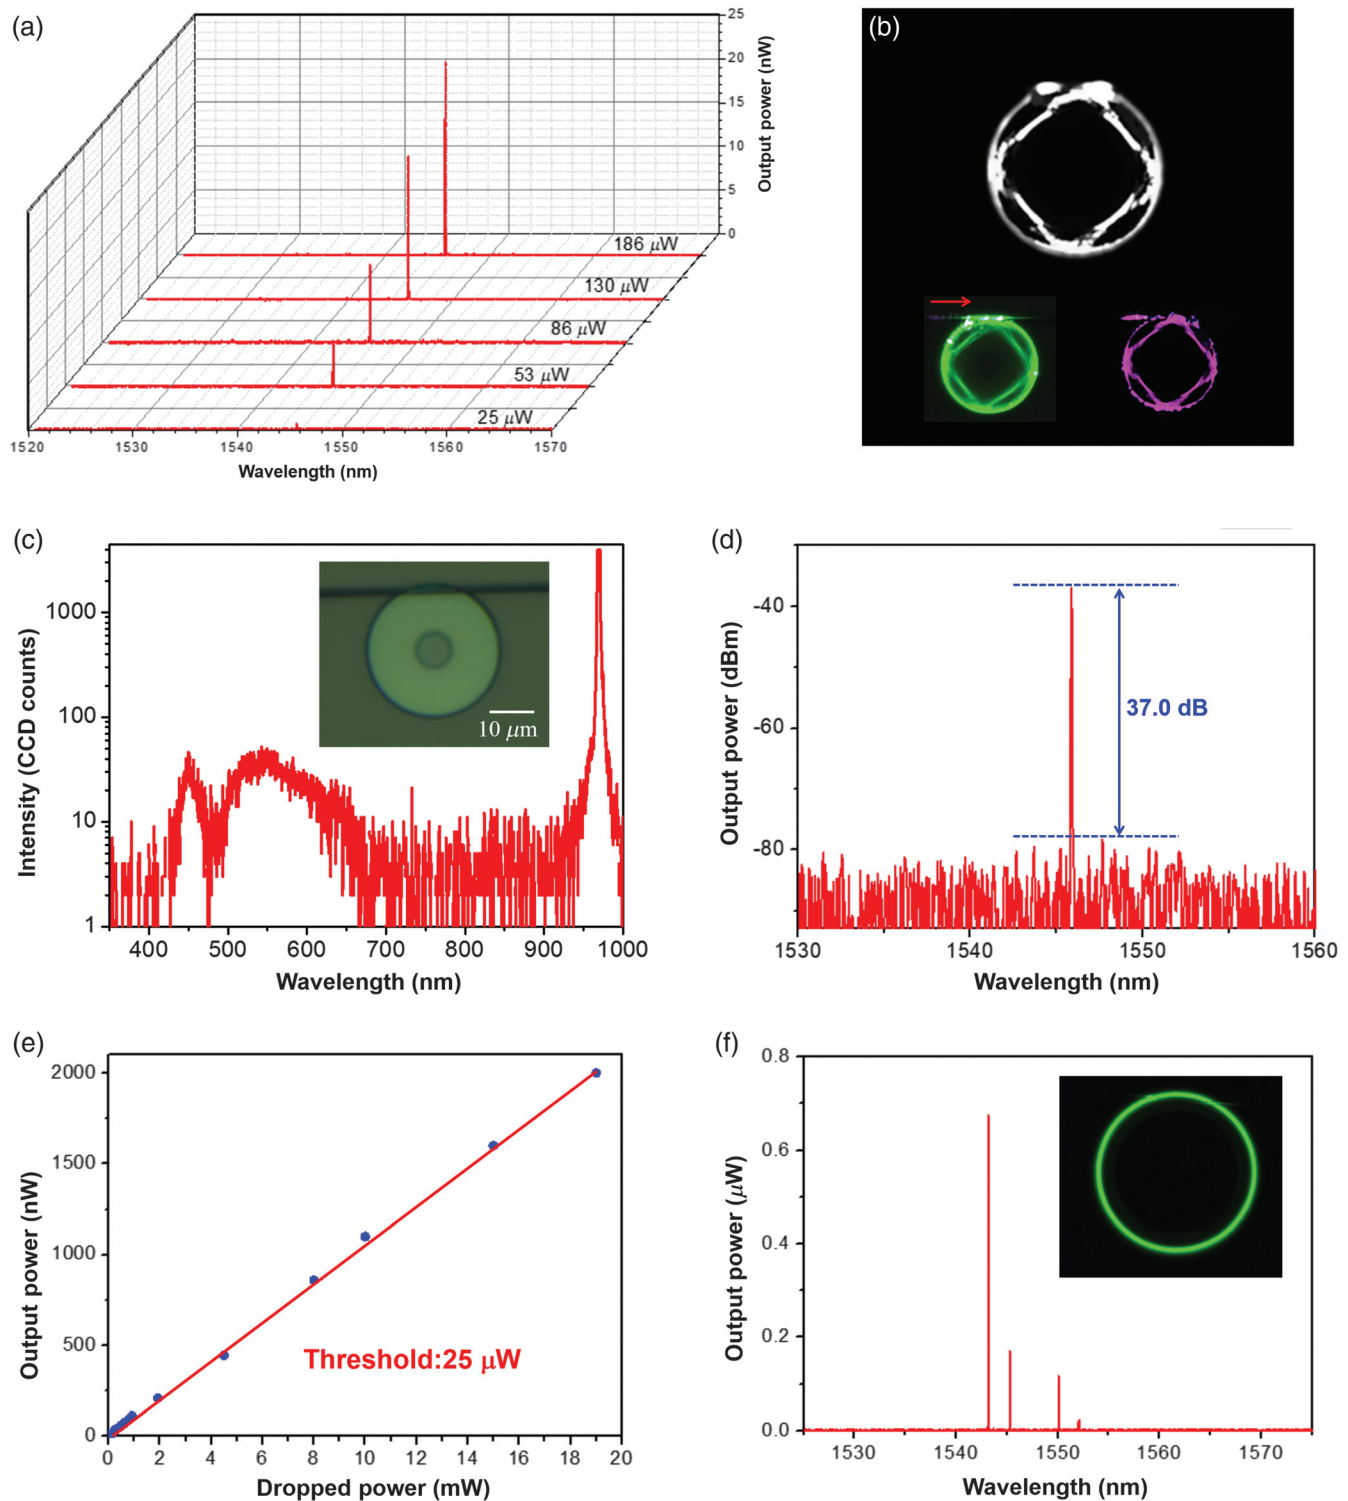 (a)
25
20
15
10
5
0
Output power (nW)
186 μW
130 μW
86 μW
53 μW
25 μW
1520 1530 1540 1550 1560 1570
Wavelength (nm)
(b)
(c)
Intensity (CCD counts)
1000
100
10
1
10 μm
400 500 600 700 800 900 1000
Wavelength (nm)
(d)
Output power (dBm)
-40
-60
-80
37.0 dB
1530 1540 1550 1560
Wavelength (nm)
(e)
Output power (nW)
2000
1500
1000
500
0
Threshold:25 μW
0 2 4 6 8 10 12 14 16 18 20
Dropped power (mW)
(f)
Output power (μW)
0.8
0.6
0.4
0.2
0.0
1530 1540 1550 1560 1570
Wavelength (nm)